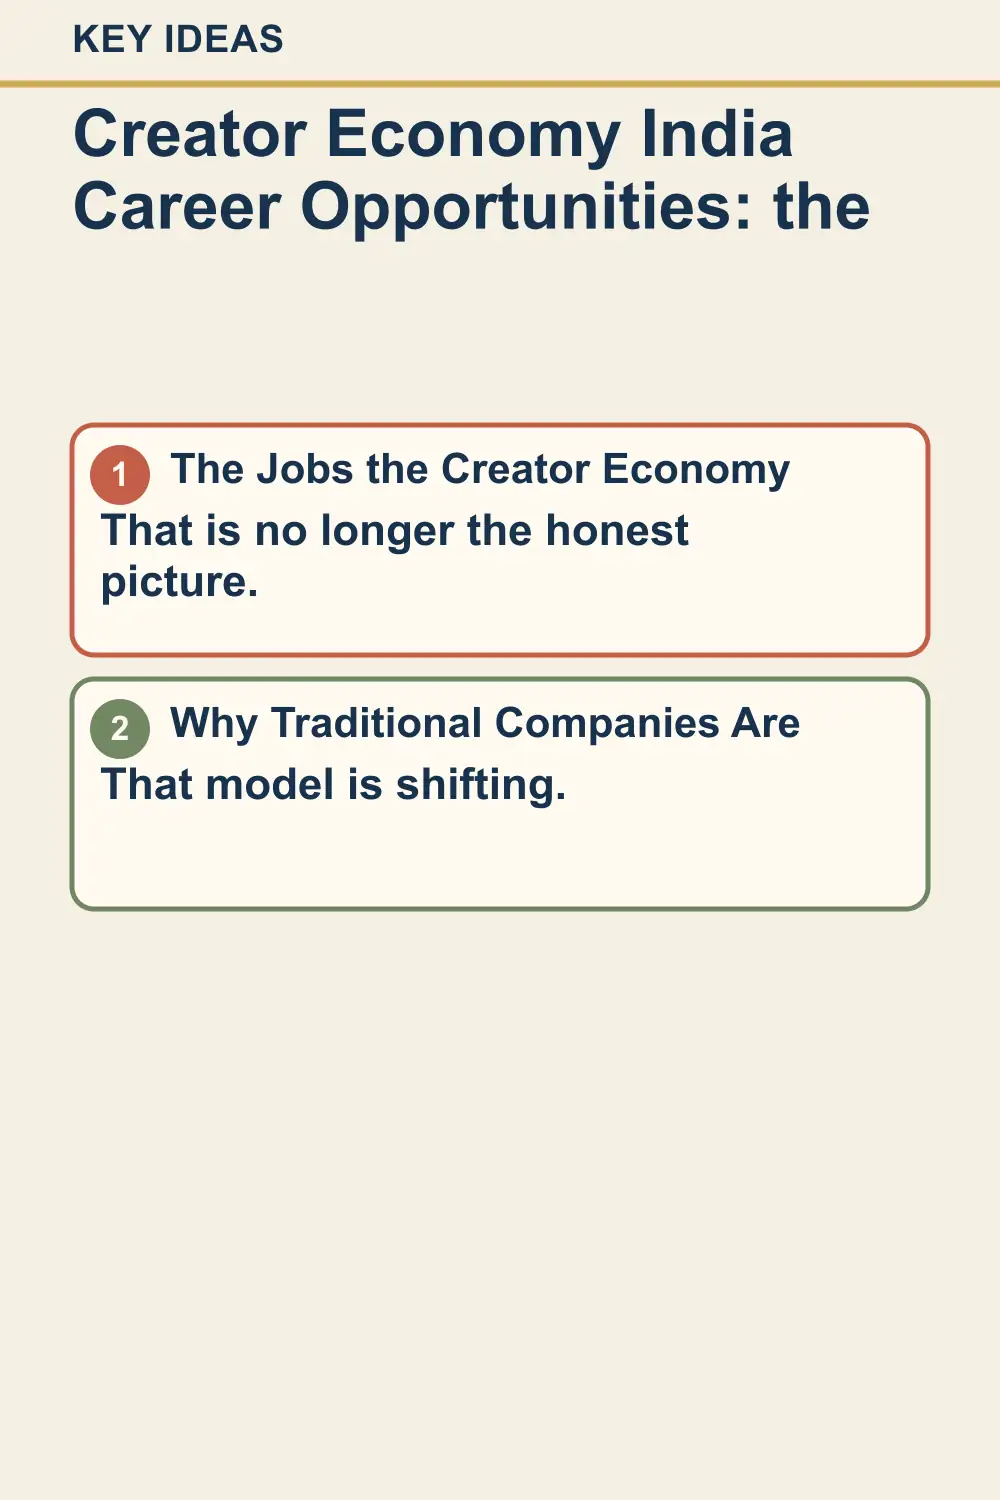 KEY IDEAS
Creator Economy India
Career Opportunities: the
1 The Jobs the Creator Economy
That is no longer the honest
picture.
2 Why Traditional Companies Are
That model is shifting.